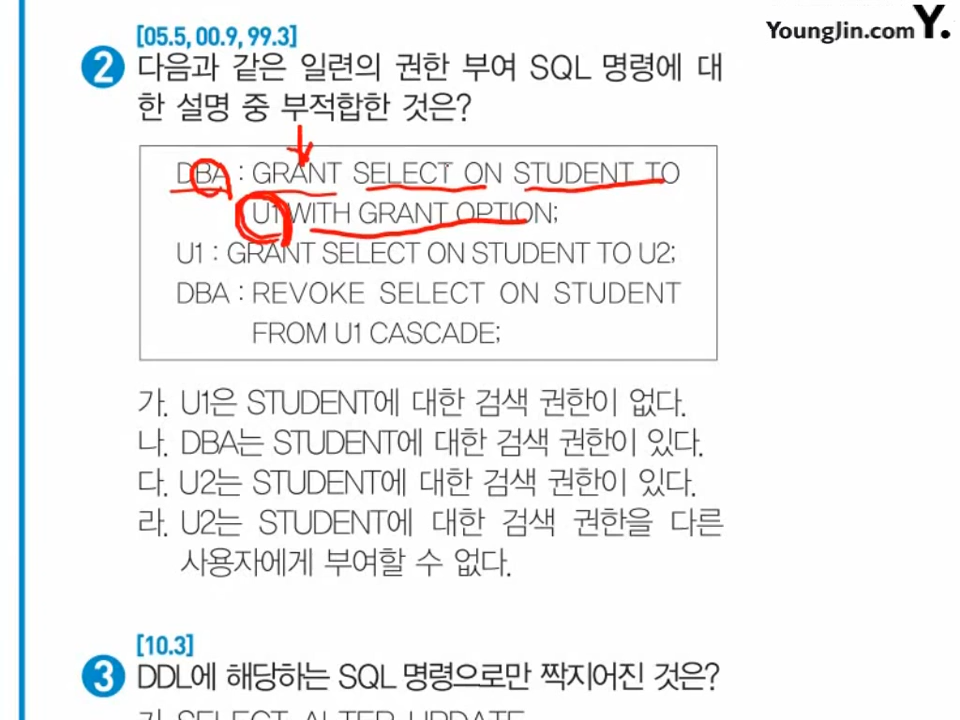 YoungJin.com Y.
[05.5, 00.9, 99.3]
2 다음과 같은 일련의 권한 부여 SQL 명령에 대
한 설명 중 부적합한 것은?
DBA : GRANT SELECT ON STUDENT TO
U1 WITH GRANT OPTION;
U1 : GRANT SELECT ON STUDENT TO U2;
DBA : REVOKE SELECT ON STUDENT
FROM U1 CASCADE;
가. U1은 STUDENT에 대한 검색 권한이 없다.
나. DBA는 STUDENT에 대한 검색 권한이 있다.
다. U2는 STUDENT에 대한 검색 권한이 있다.
라. U2는 STUDENT에 대한 검색 권한을 다른
사용자에게 부여할 수 없다.
[10.3]
3 DDL에 해당하는 SQL 명령으로만 짝지어진 것은?
가. SELECT, ALTER, UPDATE